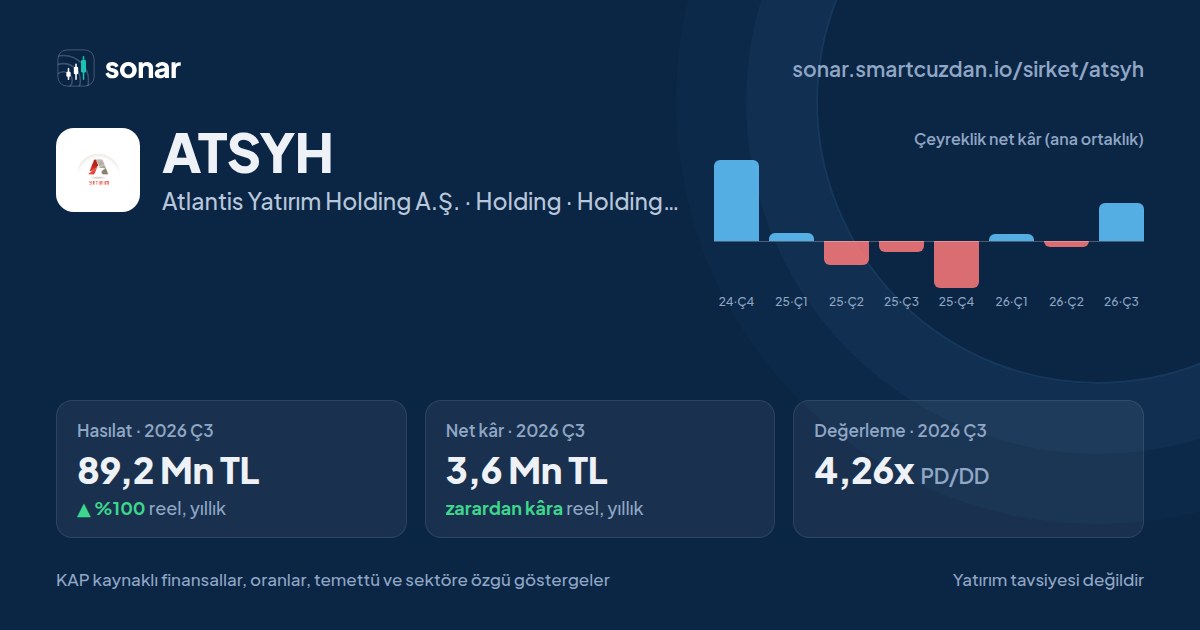 sonar
sonar.smartcuzdan.io/sirket/atsyh
ATSYH
Atlantis Yatırım Holding A.Ş. · Holding · Holding...
Çeyreklik net kâr (ana ortaklık)
24·Ç4 25·Ç1 25·Ç2 25·Ç3 25·Ç4 26·Ç1 26·Ç2 26·Ç3
Hasılat · 2026 Ç3
89,2 Mn TL
▲ %100 reel, yıllık
Net kâr · 2026 Ç3
3,6 Mn TL
zarardan kâra reel, yıllık
Değerleme · 2026 Ç3
4,26x PD/DD
KAP kaynaklı finansallar, oranlar, temettü ve sektöre özgü göstergeler
Yatırım tavsiyesi değildir